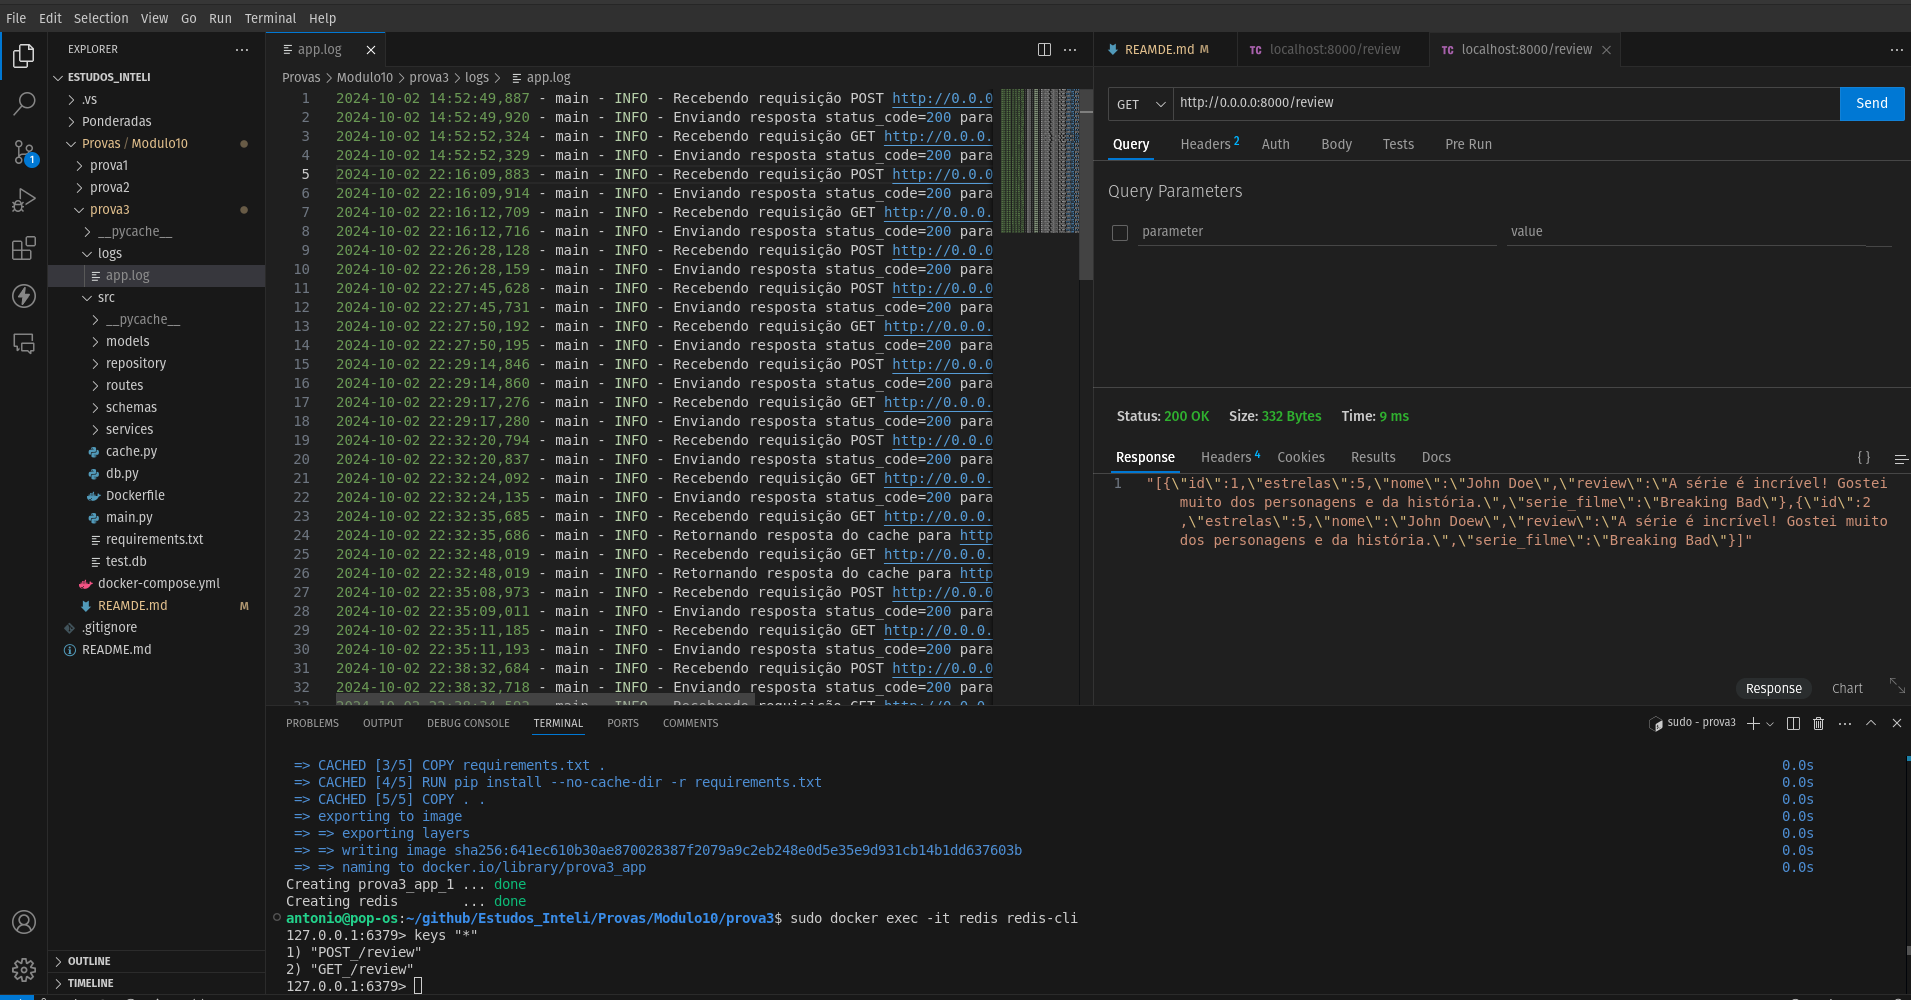 File Edit Selection View Go Run Terminal Help
EXPLORER
ESTUDOS_INTELI
.vs
Ponderadas
Provas / Modulo10
prova1
prova2
prova3
__pycache__
logs
app.log
src
__pycache__
models
repository
routes
schemas
services
cache.py
db.py
Dockerfile
main.py
requirements.txt
test.db
docker-compose.yml
REAMDE.md M
.gitignore
README.md
OUTLINE
TIMELINE
1
app.log
Provas > Modulo10 > prova3 > logs > app.log
1 2024-10-02 14:52:49,887 - main - INFO - Recebendo requisição POST http://0.0.0
2 2024-10-02 14:52:49,920 - main - INFO - Enviando resposta status_code=200 para
3 2024-10-02 14:52:52,324 - main - INFO - Recebendo requisição GET http://0.0.0.
4 2024-10-02 14:52:52,329 - main - INFO - Enviando resposta status_code=200 para
5 2024-10-02 22:16:09,883 - main - INFO - Recebendo requisição POST http://0.0.0
6 2024-10-02 22:16:09,914 - main - INFO - Enviando resposta status_code=200 para
7 2024-10-02 22:16:12,709 - main - INFO - Recebendo requisição GET http://0.0.0.
8 2024-10-02 22:16:12,716 - main - INFO - Enviando resposta status_code=200 para
9 2024-10-02 22:26:28,128 - main - INFO - Recebendo requisição POST http://0.0.0
10 2024-10-02 22:26:28,159 - main - INFO - Enviando resposta status_code=200 para
11 2024-10-02 22:27:45,628 - main - INFO - Recebendo requisição POST http://0.0.0
12 2024-10-02 22:27:45,731 - main - INFO - Enviando resposta status_code=200 para
13 2024-10-02 22:27:50,192 - main - INFO - Recebendo requisição GET http://0.0.0.
14 2024-10-02 22:27:50,195 - main - INFO - Enviando resposta status_code=200 para
15 2024-10-02 22:29:14,846 - main - INFO - Recebendo requisição POST http://0.0.0
16 2024-10-02 22:29:14,860 - main - INFO - Enviando resposta status_code=200 para
17 2024-10-02 22:29:17,276 - main - INFO - Recebendo requisição GET http://0.0.0.
18 2024-10-02 22:29:17,280 - main - INFO - Enviando resposta status_code=200 para
19 2024-10-02 22:32:20,794 - main - INFO - Recebendo requisição POST http://0.0.0
20 2024-10-02 22:32:20,837 - main - INFO - Enviando resposta status_code=200 para
21 2024-10-02 22:32:24,092 - main - INFO - Recebendo requisição GET http://0.0.0.
22 2024-10-02 22:32:24,135 - main - INFO - Enviando resposta status_code=200 para
23 2024-10-02 22:32:35,685 - main - INFO - Recebendo requisição GET http://0.0.0.
24 2024-10-02 22:32:35,686 - main - INFO - Retornando resposta do cache para http
25 2024-10-02 22:32:48,019 - main - INFO - Recebendo requisição GET http://0.0.0.
26 2024-10-02 22:32:48,019 - main - INFO - Retornando resposta do cache para http
27 2024-10-02 22:35:08,973 - main - INFO - Recebendo requisição POST http://0.0.0
28 2024-10-02 22:35:09,011 - main - INFO - Enviando resposta status_code=200 para
29 2024-10-02 22:35:11,185 - main - INFO - Recebendo requisição GET http://0.0.0.
30 2024-10-02 22:35:11,193 - main - INFO - Enviando resposta status_code=200 para
31 2024-10-02 22:38:32,684 - main - INFO - Recebendo requisição POST http://0.0.0
32 2024-10-02 22:38:32,718 - main - INFO - Enviando resposta status_code=200 para
REAMDE.md M
TC localhost:8000/review
TC localhost:8000/review
GET http://0.0.0.0:8000/review Send
Query Headers 2 Auth Body Tests Pre Run
Query Parameters
parameter value
Status: 200 OK Size: 332 Bytes Time: 9 ms
Response Headers 4 Cookies Results Docs { }
1 "[{\"id\":1,\"estrelas\":5,\"nome\":\"John Doe\",\"review\":\"A série é incrível! Gostei
muito dos personagens e da história.\",\"serie_filme\":\"Breaking Bad\"},{\"id\":2
,\"estrelas\":5,\"nome\":\"John Doew\",\"review\":\"A série é incrível! Gostei muito
dos personagens e da história.\",\"serie_filme\":\"Breaking Bad\"}]"
Response Chart
PROBLEMS OUTPUT DEBUG CONSOLE TERMINAL PORTS COMMENTS
sudo - prova3
=> CACHED [3/5] COPY requirements.txt . 0.0s
=> CACHED [4/5] RUN pip install --no-cache-dir -r requirements.txt 0.0s
=> CACHED [5/5] COPY . . 0.0s
=> exporting to image 0.0s
=> => exporting layers 0.0s
=> => writing image sha256:641ec610b30ae870028387f2079a9c2eb248e0d5e35e9d931cb14b1dd637603b 0.0s
=> => naming to docker.io/library/prova3_app 0.0s
Creating prova3_app_1 ... done
Creating redis ... done
antonio@pop-os:~/github/Estudos_Inteli/Provas/Modulo10/prova3$ sudo docker exec -it redis redis-cli
127.0.0.1:6379> keys "*"
1) "POST_/review"
2) "GET_/review"
127.0.0.1:6379>